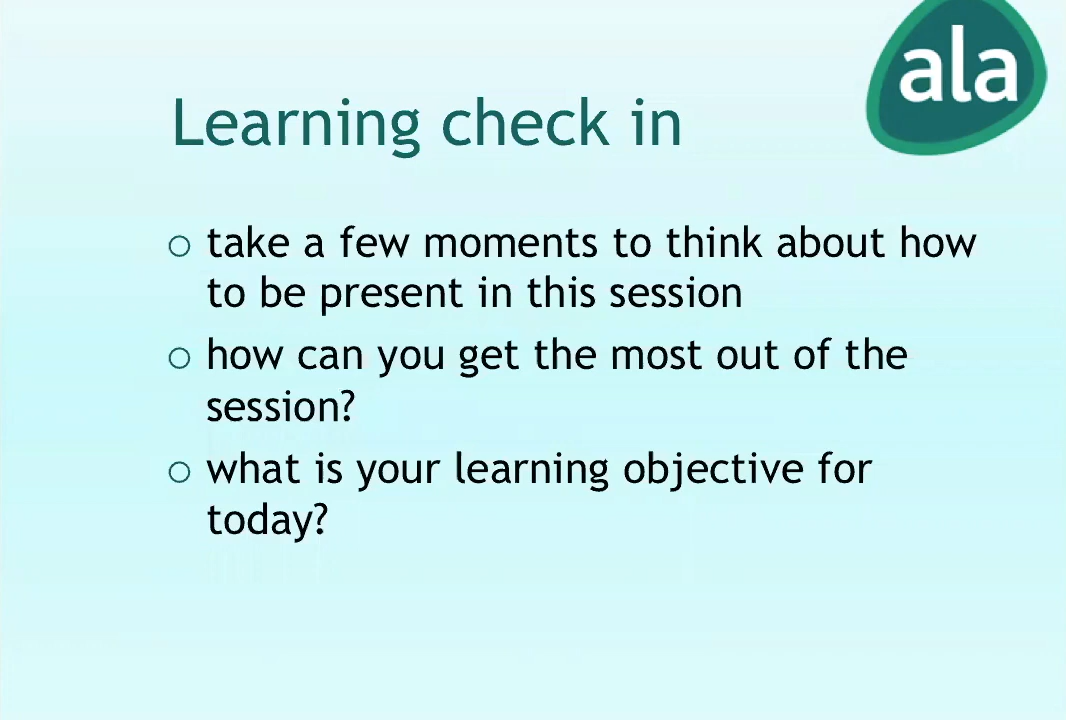 ala
Learning check in
take a few moments to think about how
to be present in this session
how can you get the most out of the
session?
what is your learning objective for
today?